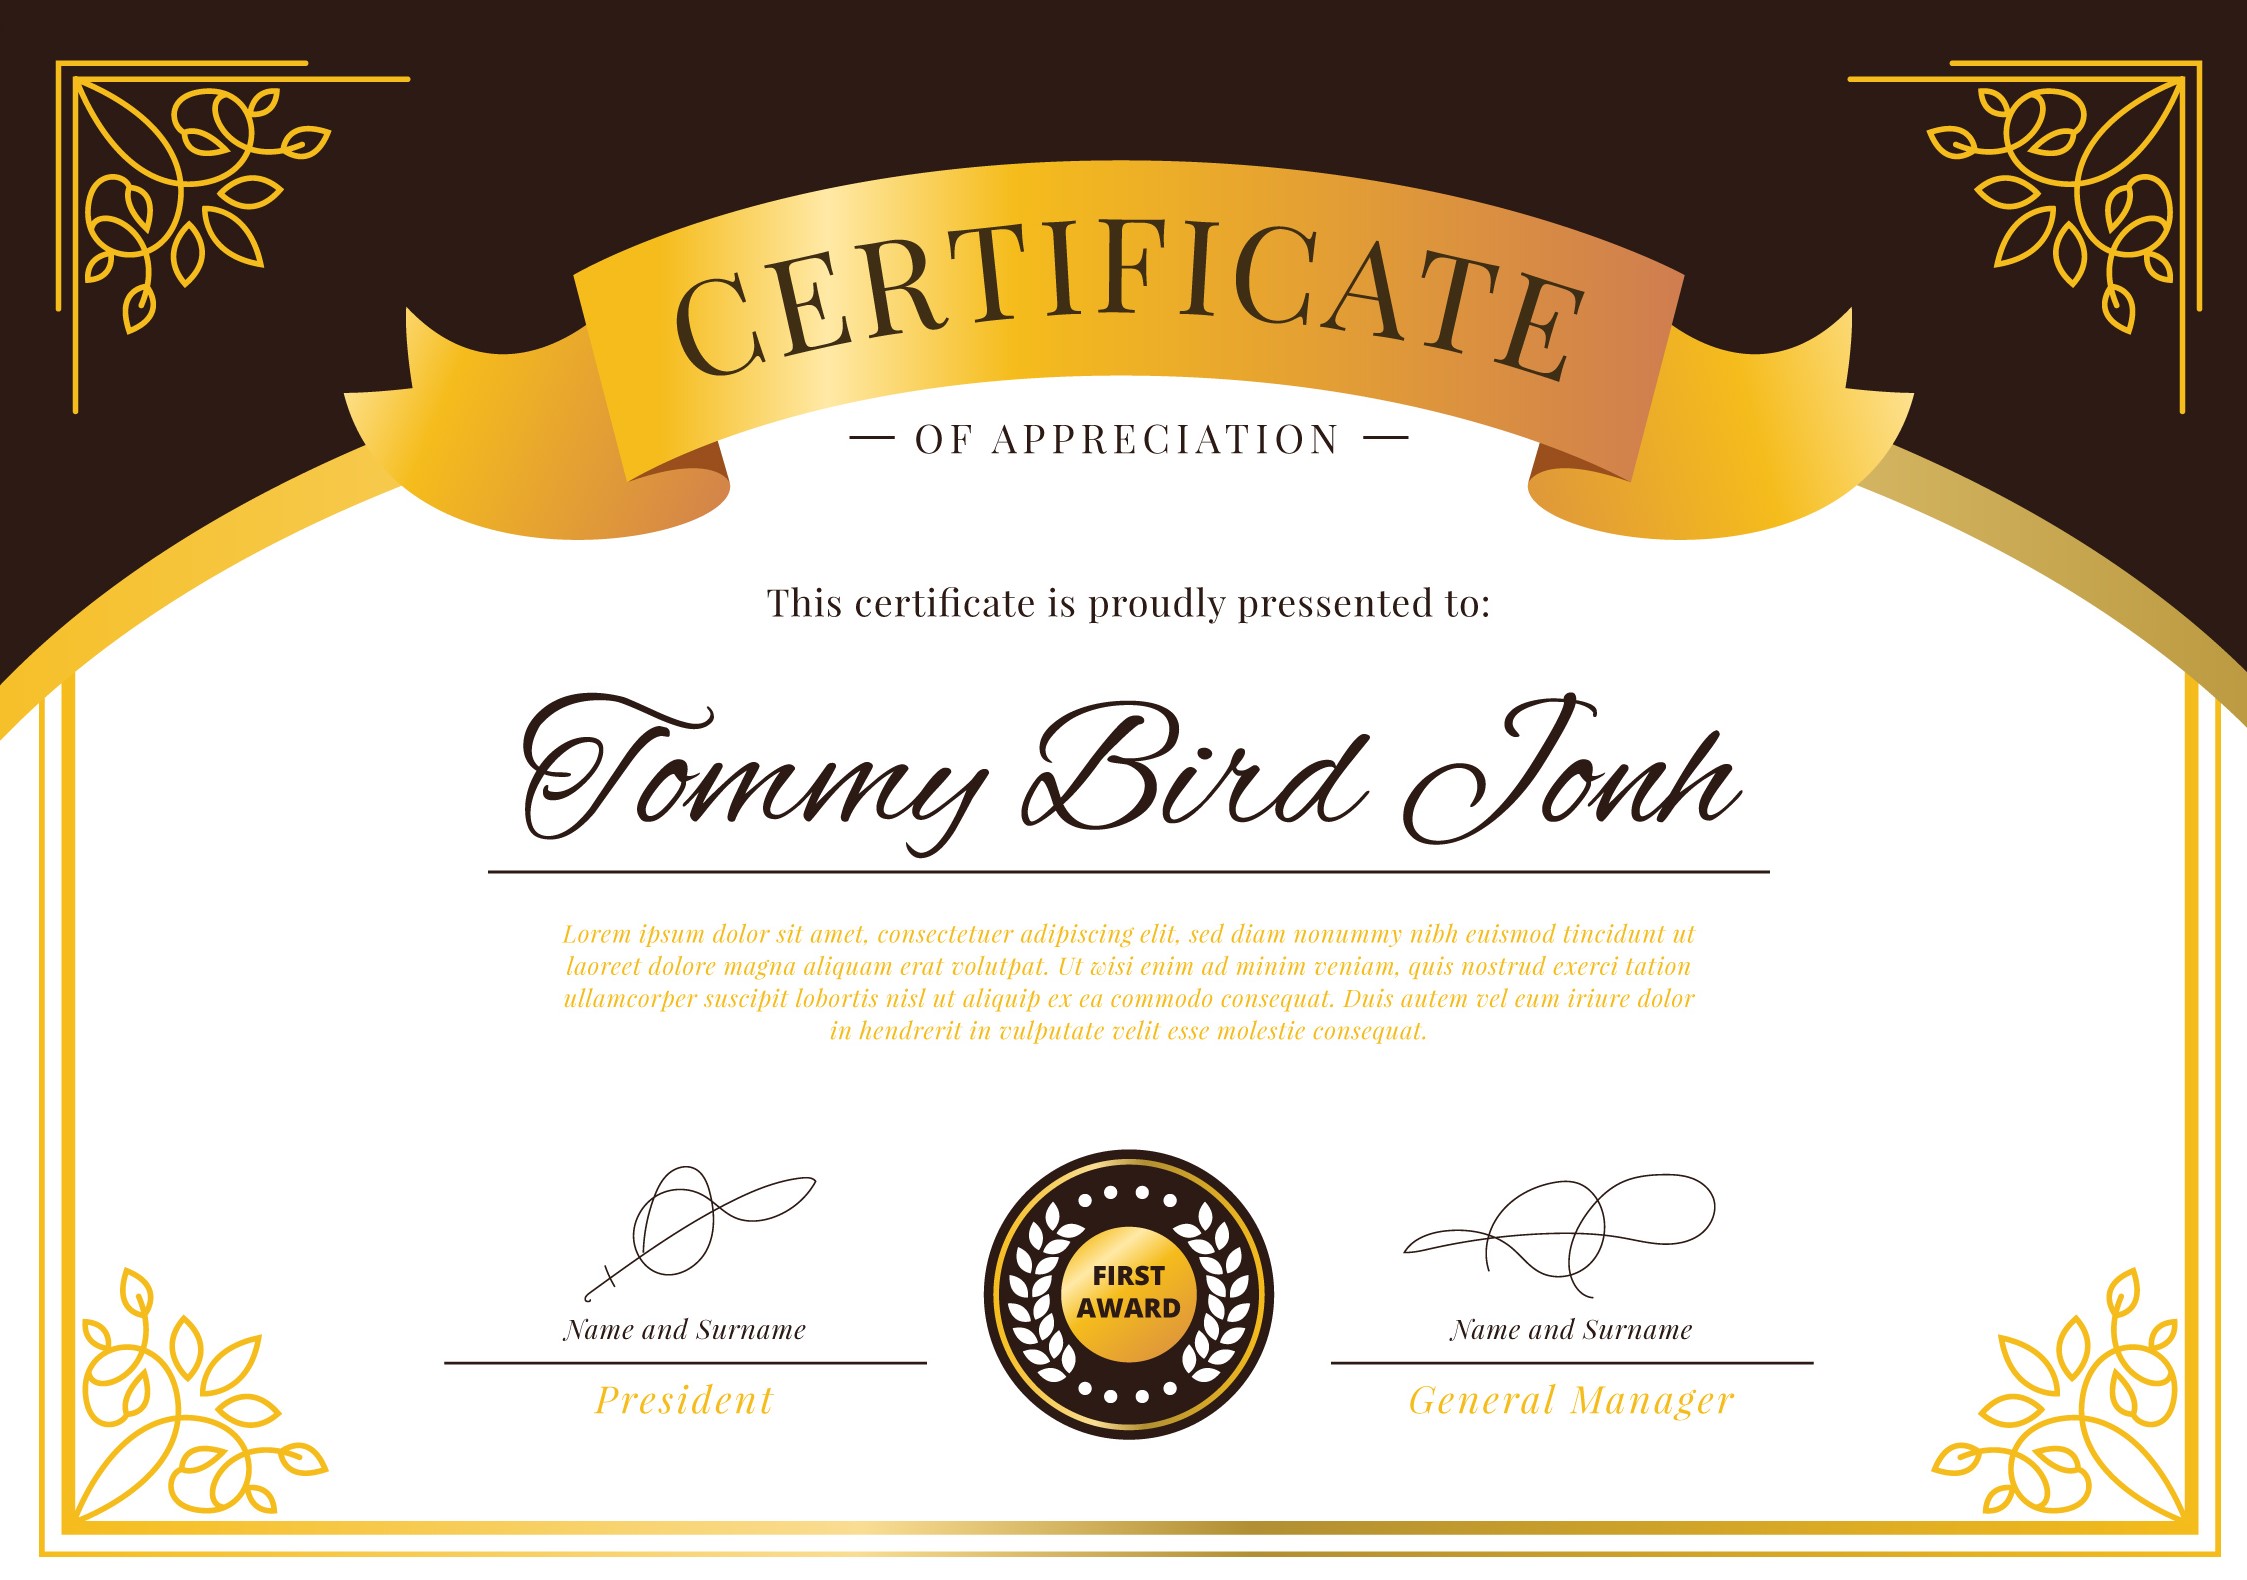 CERTIFICATE
— OF APPRECIATION —
This certificate is proudly pressented to:
Tommy Bird Jonh
Lorem ipsum dolor sit amet, consectetuer adipiscing elit, sed diam nonummy nibh euismod tincidunt ut
laoreet dolore magna aliquam erat volutpat. Ut wisi enim ad minim veniam, quis nostrud exerci tation
ullamcorper suscipit lobortis nisl ut aliquip ex ea commodo consequat. Duis autem vel eum iriure dolor
in hendrerit in vulputate velit esse molestie consequat.
Name and Surname
President
FIRST
AWARD
Name and Surname
General Manager